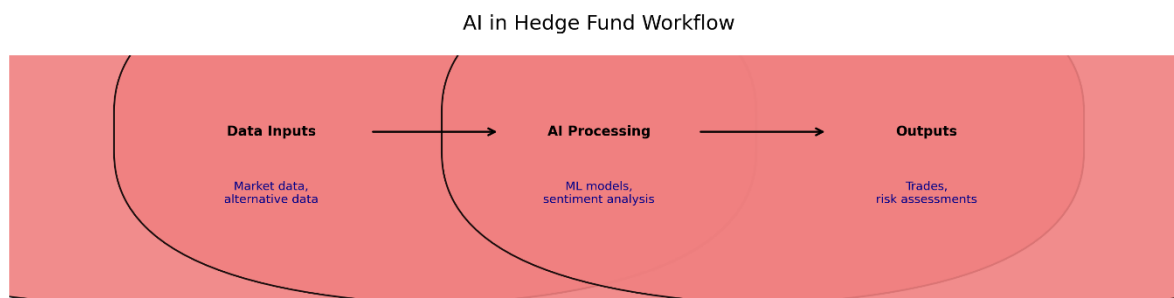 AI in Hedge Fund Workflow
Data Inputs
Market data,
alternative data
AI Processing
ML models,
sentiment analysis
Outputs
Trades,
risk assessments